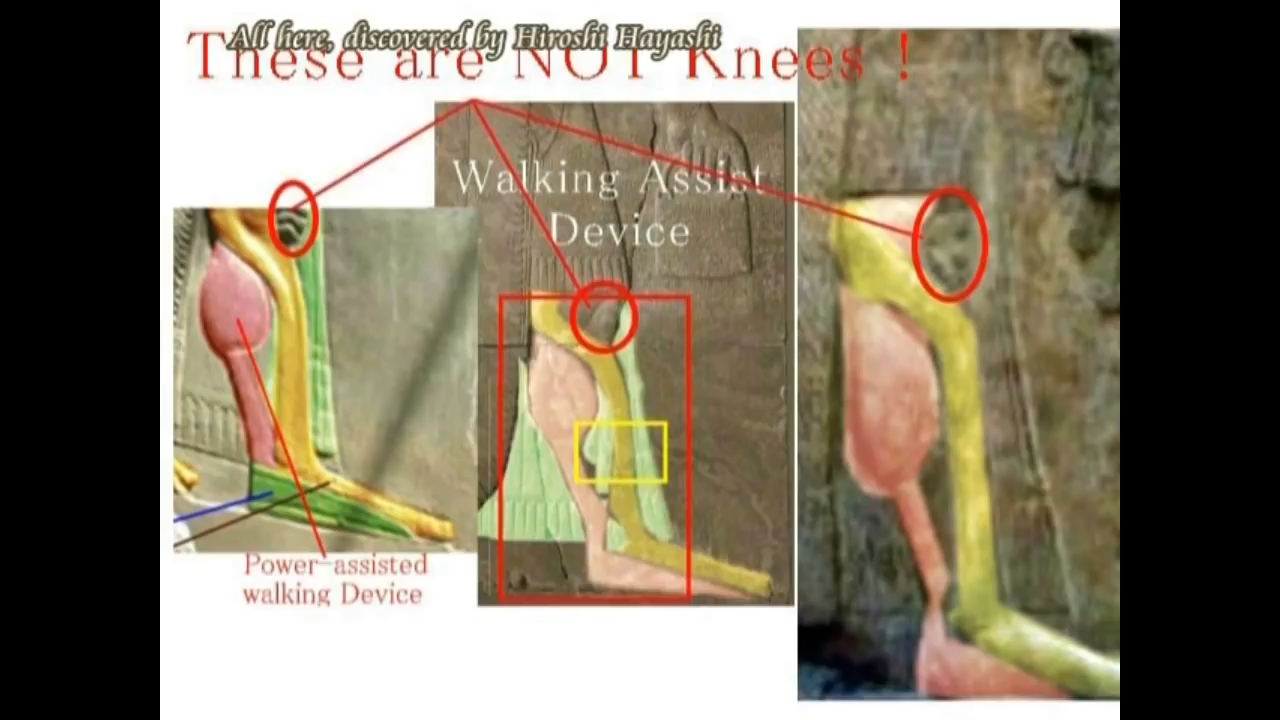 All here, discovered by Hiroshi Hayashi
These are NOT Knees !
Walking Assist
Device
Power-assisted
walking Device